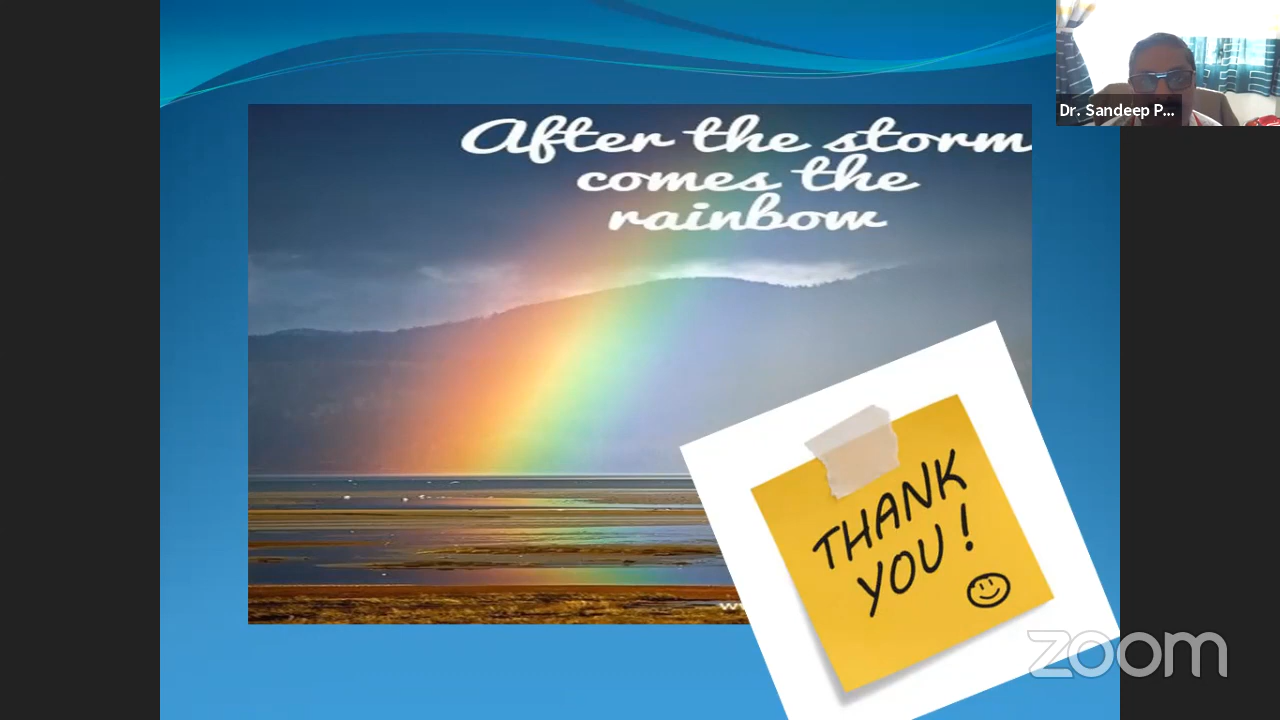 After the storm
comes the
rainbow
Dr. Sandeep P...
THANK
YOU!
zoom